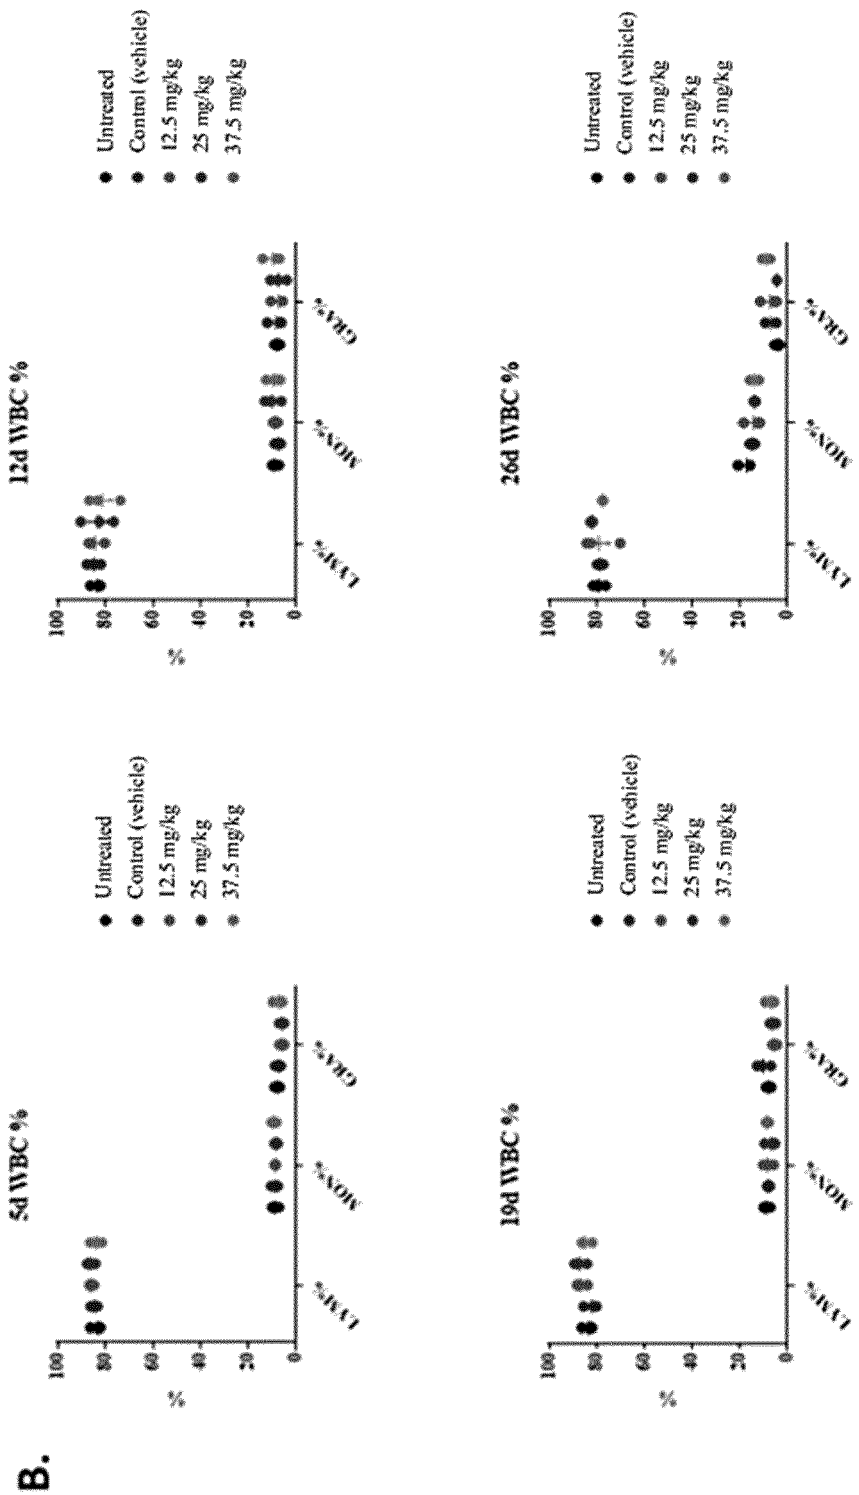 B.
5d WBC %
%
100
80
60
40
20
0
LYM%
MON%
GRA%
Untreated
Control (vehicle)
12.5 mg/kg
25 mg/kg
37.5 mg/kg
12d WBC %
%
100
80
60
40
20
0
LYM%
MON%
GRA%
Untreated
Control (vehicle)
12.5 mg/kg
25 mg/kg
37.5 mg/kg
19d WBC %
%
100
80
60
40
20
0
LYM%
MON%
GRA%
Untreated
Control (vehicle)
12.5 mg/kg
25 mg/kg
37.5 mg/kg
26d WBC %
%
100
80
60
40
20
0
LYM%
MON%
GRA%
Untreated
Control (vehicle)
12.5 mg/kg
25 mg/kg
37.5 mg/kg